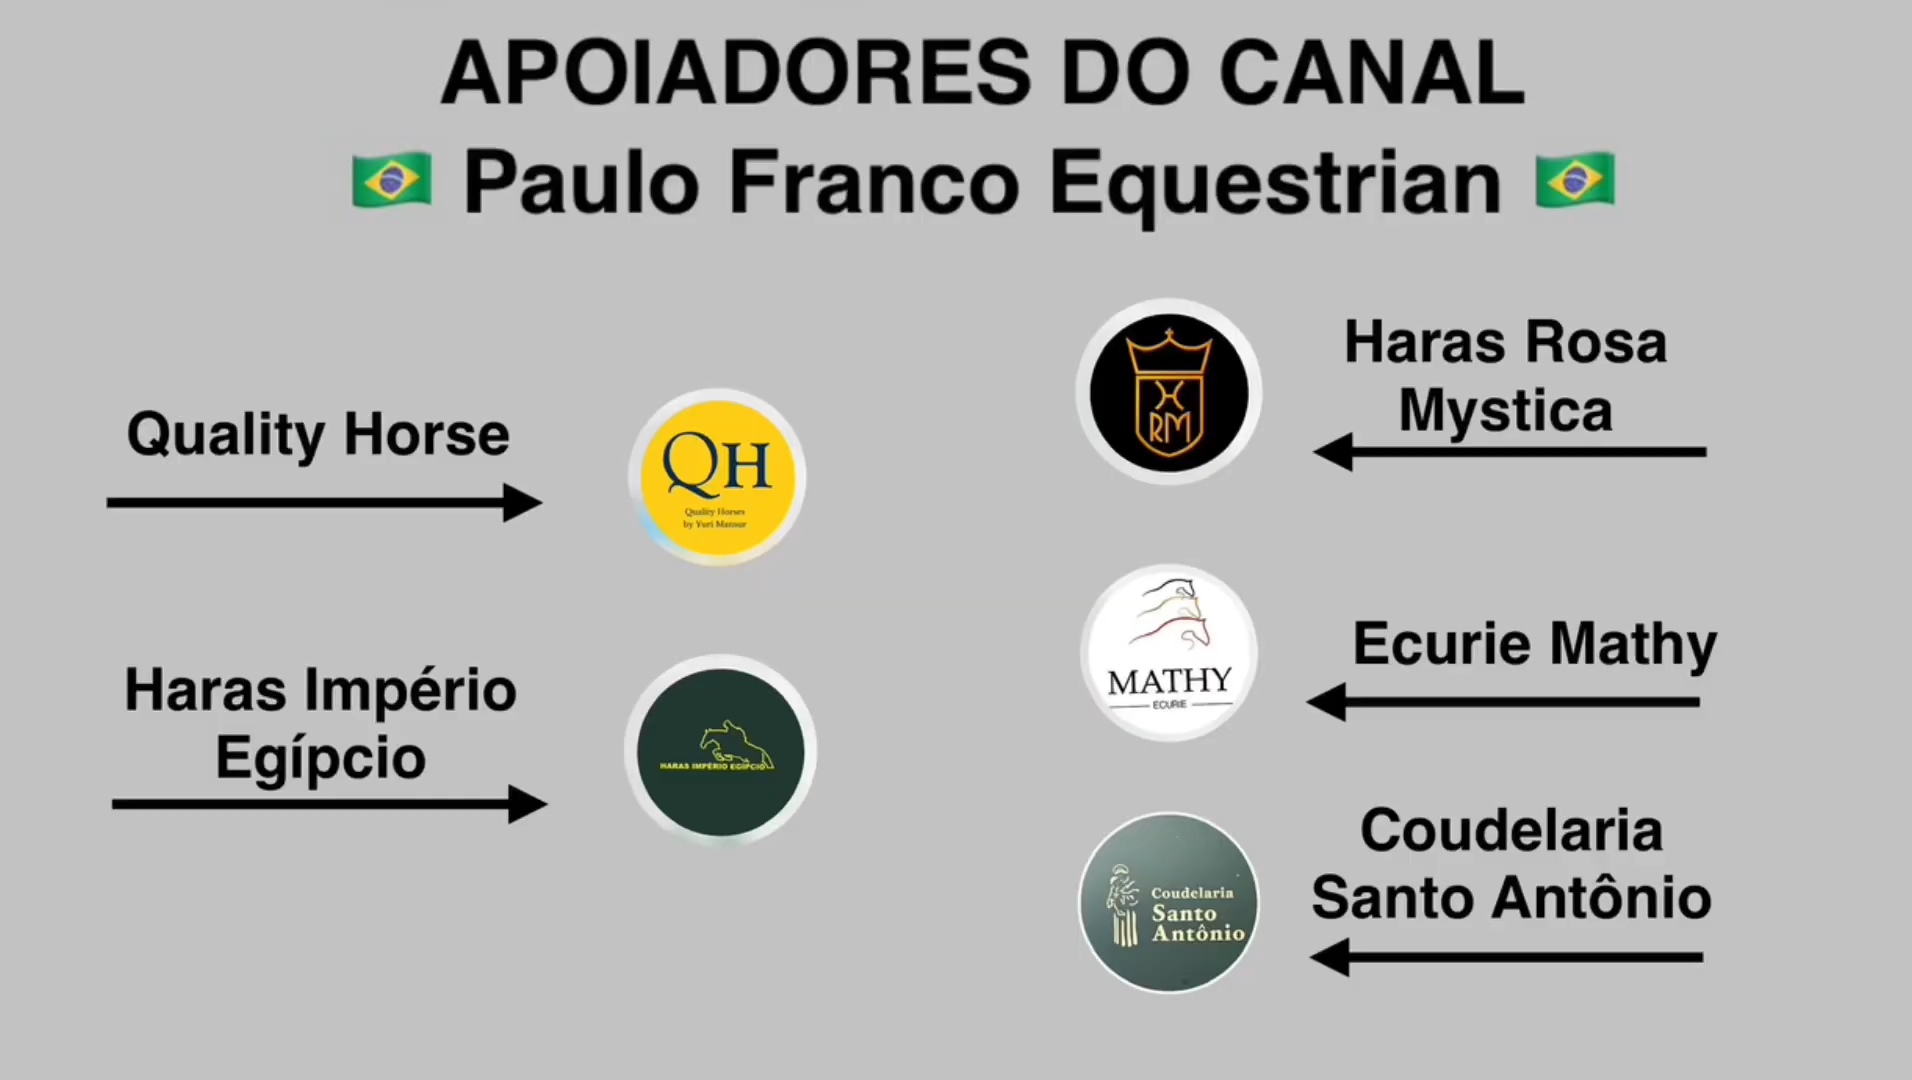 APOIADORES DO CANAL
🇧🇷 Paulo Franco Equestrian 🇧🇷
Quality Horse
QH
Quality Horses
by Yuri Mansur
Haras Império
Egípcio
HARAS IMPÉRIO EGÍPCIO
H
RM
Haras Rosa
Mystica
MATHY
ECURIE
Ecurie Mathy
Coudelaria
Santo
Antônio
Coudelaria
Santo Antônio